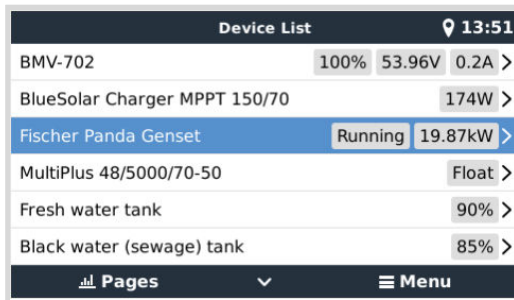 Device List 13:51
BMV-702 100% 53.96V 0.2A
BlueSolar Charger MPPT 150/70 174W
Fischer Panda Genset Running 19.87kW
MultiPlus 48/5000/70-50 Float
Fresh water tank 90%
Black water (sewage) tank 85%
Pages Menu